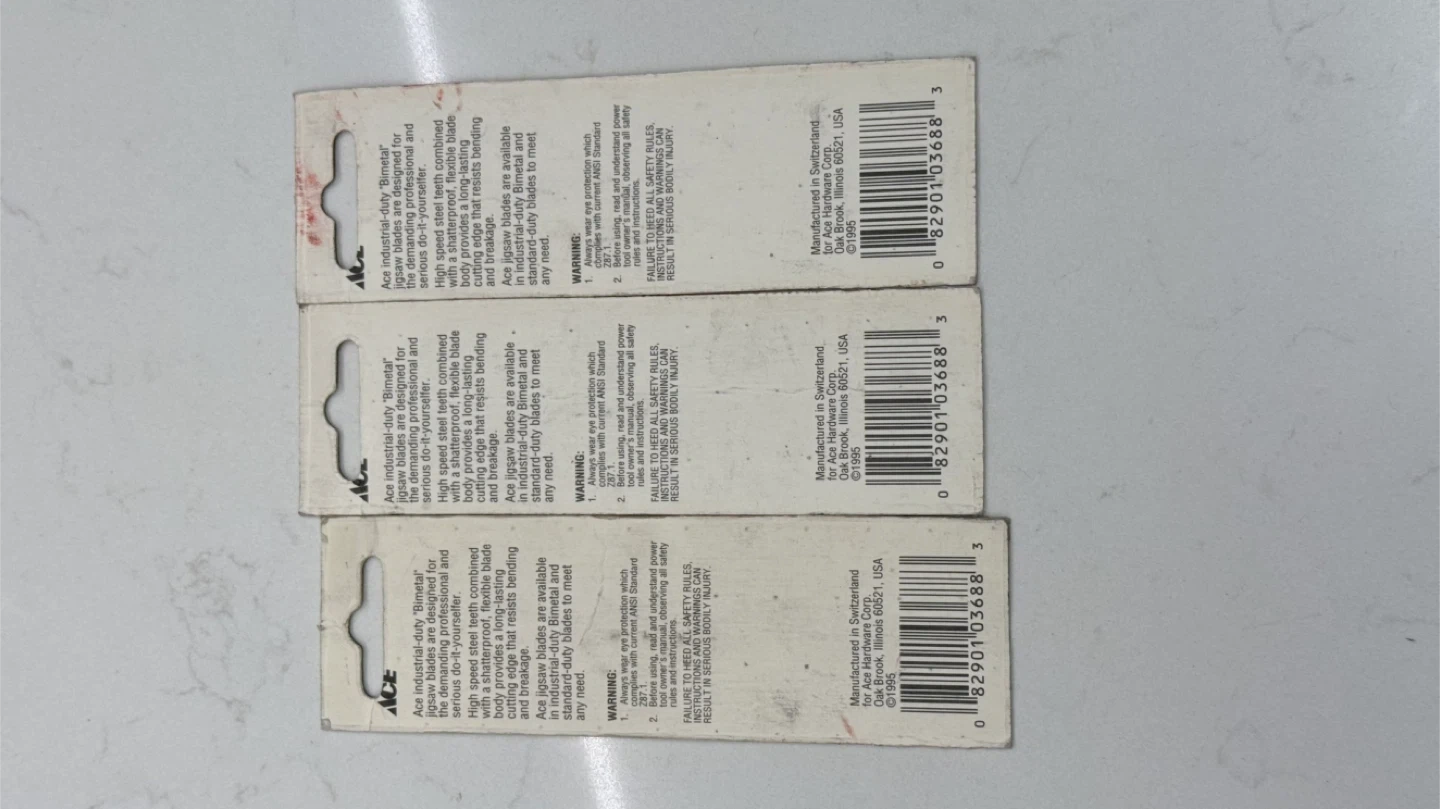 ACE
Ace industrial-duty "Bimetal"
jigsaw blades are designed for
the demanding professional and
serious do-it-yourselfer.
High speed steel teeth combined
with a shatterproof, flexible blade
body provides a long-lasting
cutting edge that resists bending
and breakage.
Ace jigsaw blades are available
in industrial-duty Bimetal and
standard-duty blades to meet
any need.
WARNING:
1. Always wear eye protection which
complies with current ANSI Standard
Z87.1.
2. Before using, read and understand power
tool owner's manual, observing all safety
rules and instructions.
FAILURE TO HEED ALL SAFETY RULES,
INSTRUCTIONS AND WARNINGS CAN
RESULT IN SERIOUS BODILY INJURY.
Manufactured in Switzerland
for Ace Hardware Corp.
Oak Brook, Illinois 60521, USA
©1995
0 82901 03688 3
ACE
Ace industrial-duty "Bimetal"
jigsaw blades are designed for
the demanding professional and
serious do-it-yourselfer.
High speed steel teeth combined
with a shatterproof, flexible blade
body provides a long-lasting
cutting edge that resists bending
and breakage.
Ace jigsaw blades are available
in industrial-duty Bimetal and
standard-duty blades to meet
any need.
WARNING:
1. Always wear eye protection which
complies with current ANSI Standard
Z87.1.
2. Before using, read and understand power
tool owner's manual, observing all safety
rules and instructions.
FAILURE TO HEED ALL SAFETY RULES,
INSTRUCTIONS AND WARNINGS CAN
RESULT IN SERIOUS BODILY INJURY.
Manufactured in Switzerland
for Ace Hardware Corp.
Oak Brook, Illinois 60521, USA
©1995
0 82901 03688 3
ACE
Ace industrial-duty "Bimetal"
jigsaw blades are designed for
the demanding professional and
serious do-it-yourselfer.
High speed steel teeth combined
with a shatterproof, flexible blade
body provides a long-lasting
cutting edge that resists bending
and breakage.
Ace jigsaw blades are available
in industrial-duty Bimetal and
standard-duty blades to meet
any need.
WARNING:
1. Always wear eye protection which
complies with current ANSI Standard
Z87.1.
2. Before using, read and understand power
tool owner's manual, observing all safety
rules and instructions.
FAILURE TO HEED ALL SAFETY RULES,
INSTRUCTIONS AND WARNINGS CAN
RESULT IN SERIOUS BODILY INJURY.
Manufactured in Switzerland
for Ace Hardware Corp.
Oak Brook, Illinois 60521, USA
©1995
0 82901 03688 3